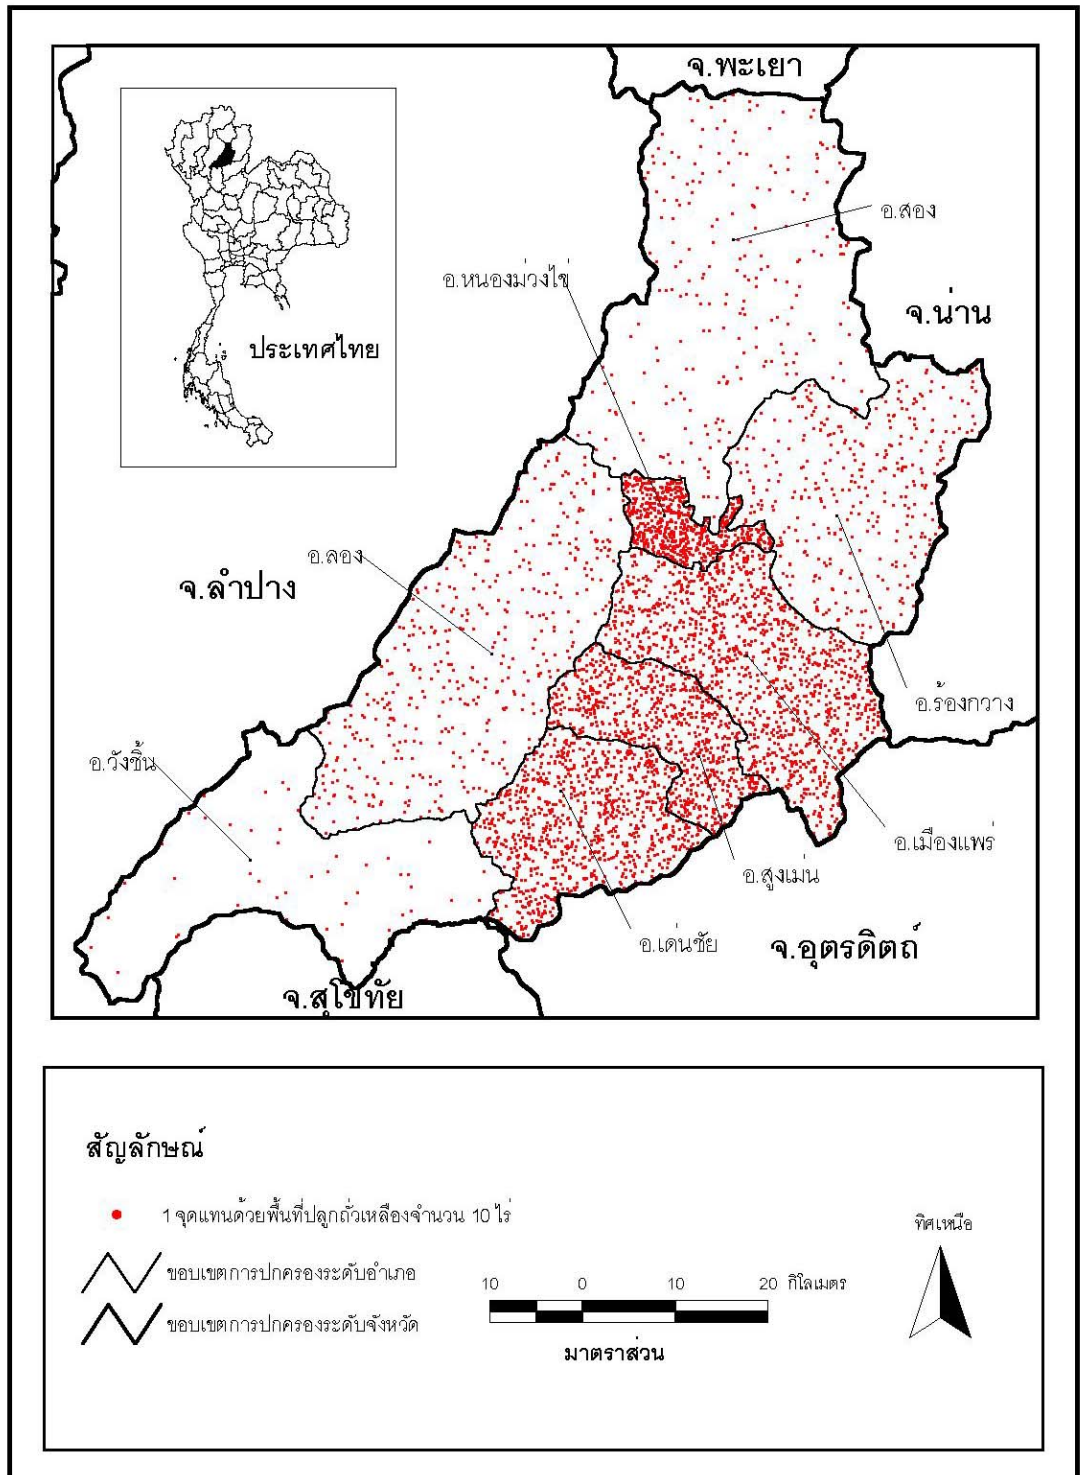 จ.พะเยา
อ.สอง
อ.หนองม่วงไข่
จ.น่าน
ประเทศไทย
อ.ลอง
จ.ลำปาง
อ.ร้องกวาง
อ.วังชิ้น
อ.เมืองแพร่
อ.สูงเม่น
อ.เด่นชัย
จ.อุตรดิตถ์
จ.สุโขทัย
สัญลักษณ์
1 จุดแทนด้วยพื้นที่ปลูกถั่วเหลืองจำนวน 10 ไร่
ทิศเหนือ
ขอบเขตการปกครองระดับอำเภอ
10 0 10 20 กิโลเมตร
ขอบเขตการปกครองระดับจังหวัด
มาตราส่วน